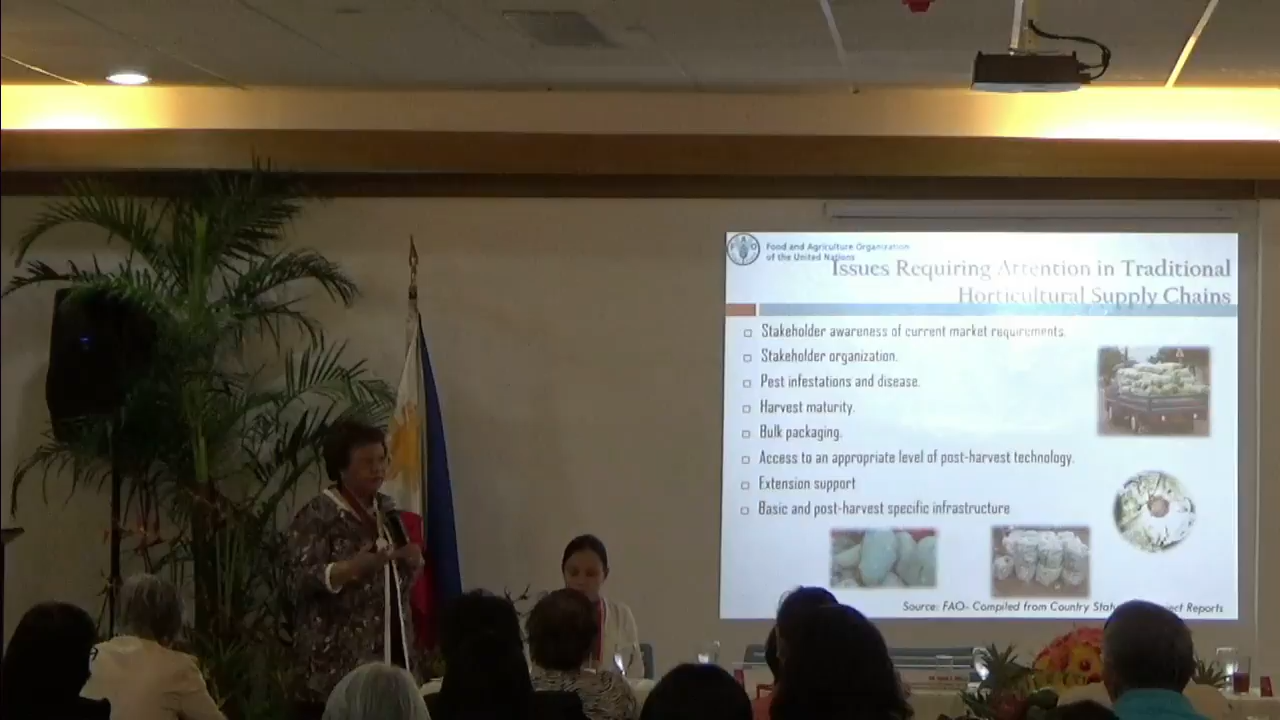 Food and Agriculture Organization
of the United Nations
Issues Requiring Attention in Traditional
Horticultural Supply Chains
Stakeholder awareness of current market requirements.
Stakeholder organization.
Pest infestations and disease.
Harvest maturity.
Bulk packaging.
Access to an appropriate level of post-harvest technology.
Extension support
Basic and post-harvest specific infrastructure
Source: FAO- Compiled from Country Reports